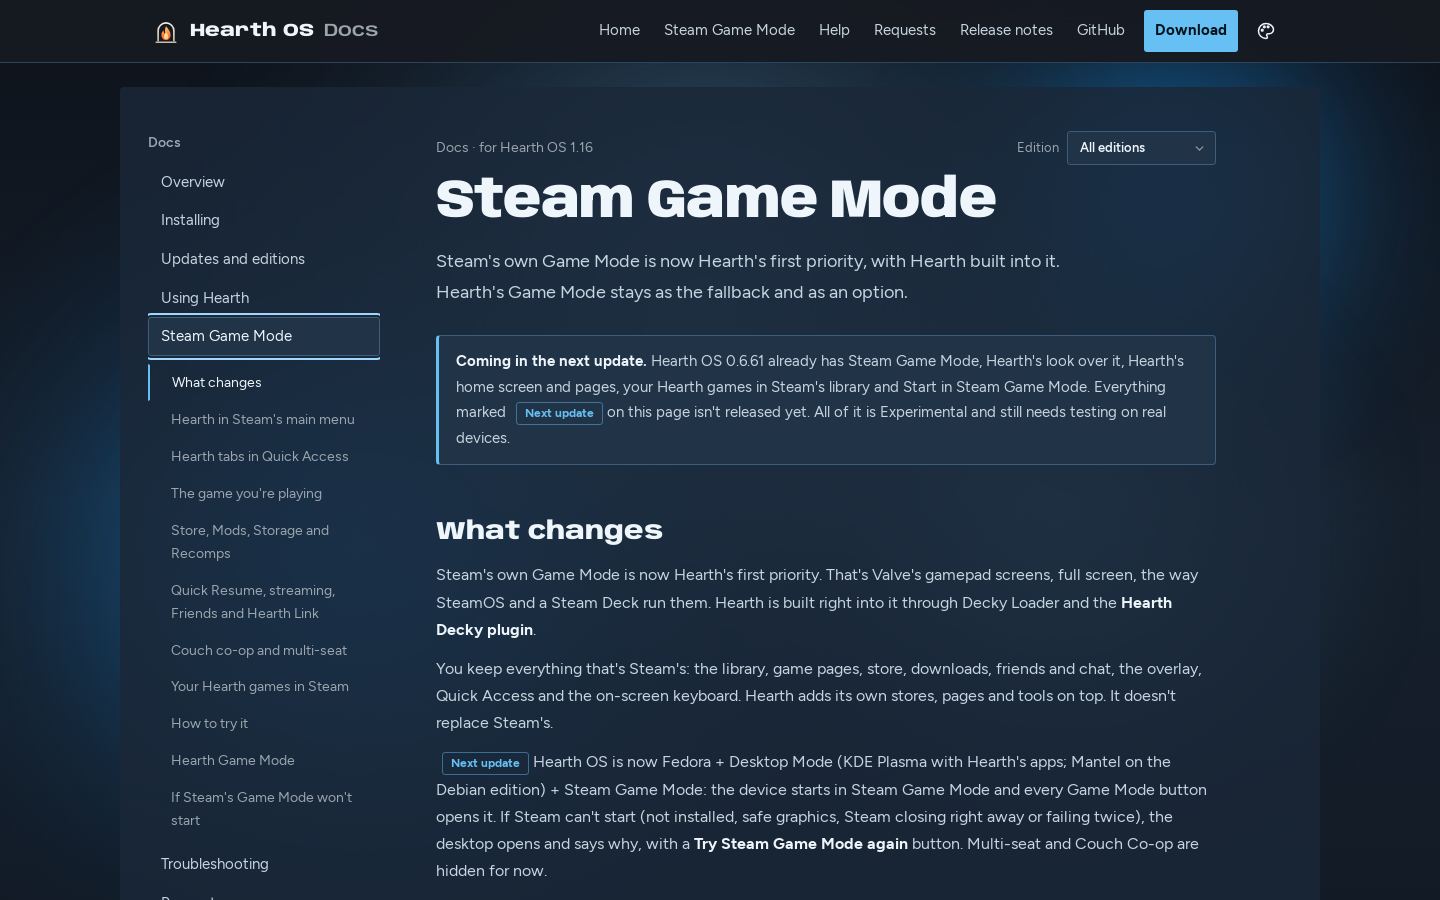 Hearth OS Docs
Home
Steam Game Mode
Help
Requests
Release notes
GitHub
Download
Docs
Overview
Installing
Updates and editions
Using Hearth
Steam Game Mode
What changes
Hearth in Steam's main menu
Hearth tabs in Quick Access
The game you're playing
Store, Mods, Storage and
Recomps
Quick Resume, streaming,
Friends and Hearth Link
Couch co-op and multi-seat
Your Hearth games in Steam
How to try it
Hearth Game Mode
If Steam's Game Mode won't
start
Troubleshooting
Docs · for Hearth OS 1.16
Edition
All editions
Steam Game Mode
Steam's own Game Mode is now Hearth's first priority, with Hearth built into it.
Hearth's Game Mode stays as the fallback and as an option.
Coming in the next update. Hearth OS 0.6.61 already has Steam Game Mode, Hearth's look over it, Hearth's
home screen and pages, your Hearth games in Steam's library and Start in Steam Game Mode. Everything
marked Next update on this page isn't released yet. All of it is Experimental and still needs testing on real
devices.
What changes
Steam's own Game Mode is now Hearth's first priority. That's Valve's gamepad screens, full screen, the way
SteamOS and a Steam Deck run them. Hearth is built right into it through Decky Loader and the Hearth
Decky plugin.
You keep everything that's Steam's: the library, game pages, store, downloads, friends and chat, the overlay,
Quick Access and the on-screen keyboard. Hearth adds its own stores, pages and tools on top. It doesn't
replace Steam's.
Next update Hearth OS is now Fedora + Desktop Mode (KDE Plasma with Hearth's apps; Mantel on the
Debian edition) + Steam Game Mode: the device starts in Steam Game Mode and every Game Mode button
opens it. If Steam can't start (not installed, safe graphics, Steam closing right away or failing twice), the
desktop opens and says why, with a Try Steam Game Mode again button. Multi-seat and Couch Co-op are
hidden for now.